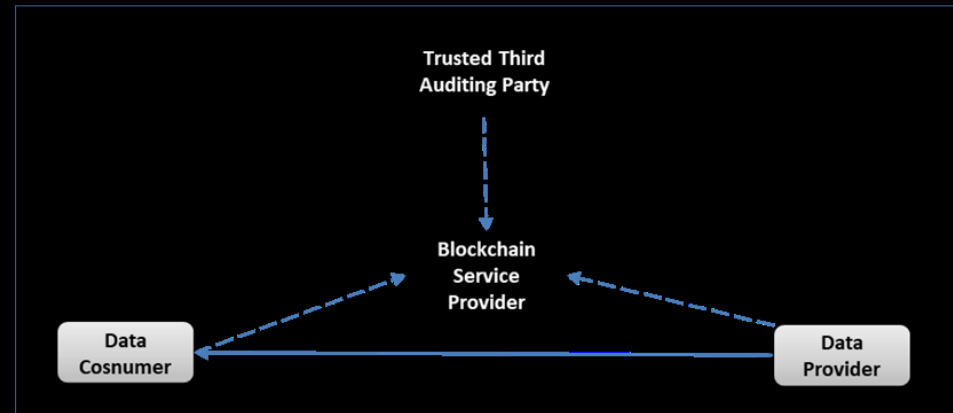 Trusted Third
Auditing Party
Blockchain
Service
Provider
Data
Cosnumer
Data
Provider